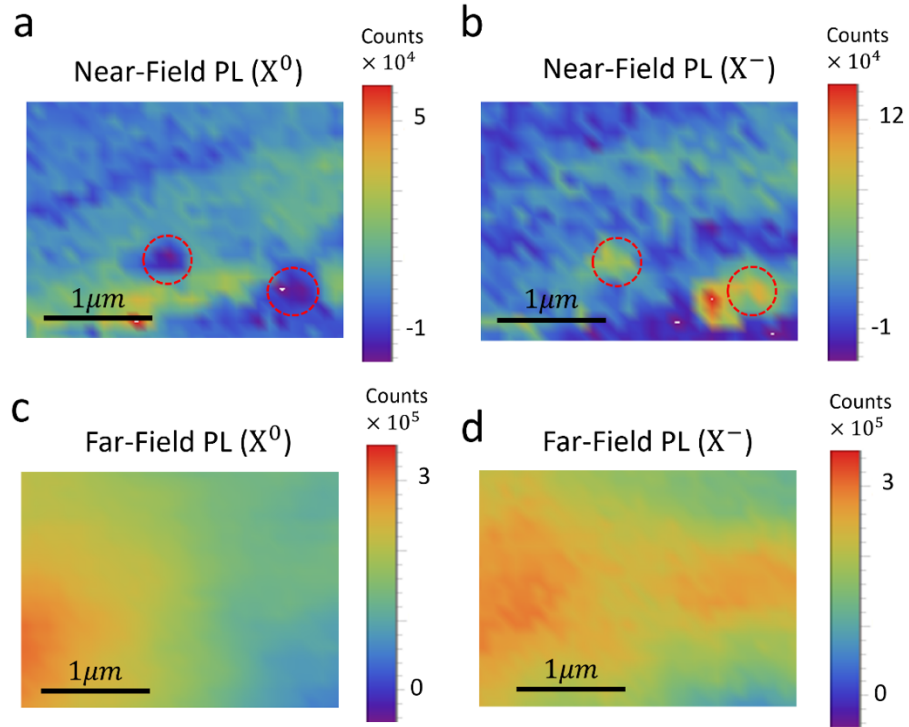 a
Near-Field PL (X⁰)
Counts
× 10⁴
5
-1
1μm
b
Near-Field PL (X⁻)
Counts
× 10⁴
12
-1
1μm
c
Far-Field PL (X⁰)
Counts
× 10⁵
3
0
1μm
d
Far-Field PL (X⁻)
Counts
× 10⁵
3
0
1μm